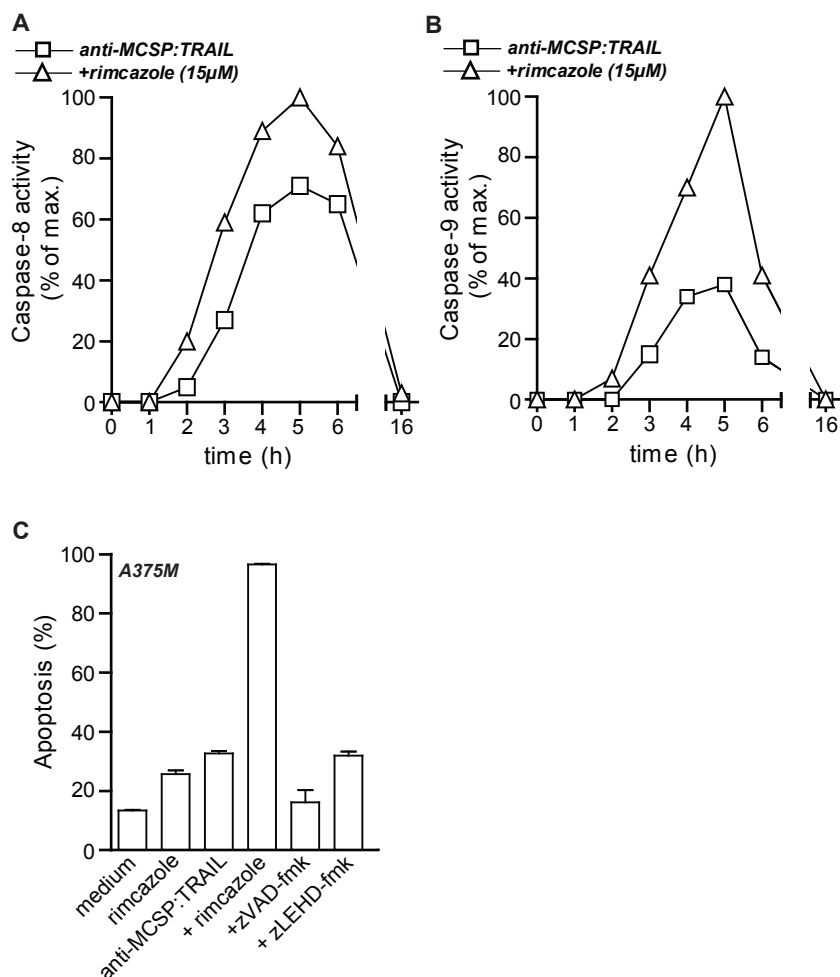 A
anti-MCSP:TRAIL
+rimcazole (15µM)
Caspase-8 activity
(% of max.)
100
80
60
40
20
0
0 1 2 3 4 5 6 16
time (h)
B
anti-MCSP:TRAIL
+rimcazole (15µM)
Caspase-9 activity
(% of max.)
100
80
60
40
20
0
0 1 2 3 4 5 6 16
time (h)
C
A375M
Apoptosis (%)
100
80
60
40
20
0
medium
rimcazole
anti-MCSP:TRAIL
+ rimcazole
+zVAD-fmk
+ zLEHD-fmk